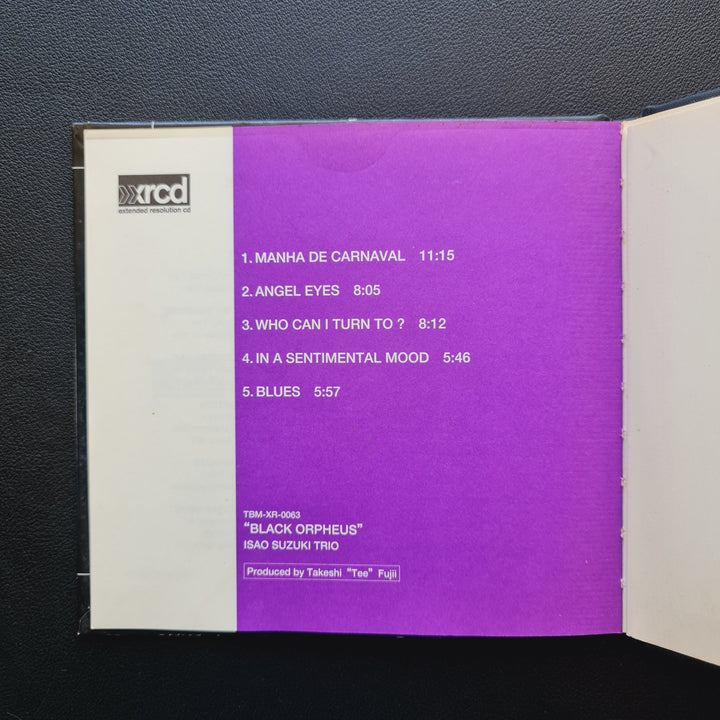 xrcd
extended resolution cd
1. MANHA DE CARNAVAL 11:15
2. ANGEL EYES 8:05
3. WHO CAN I TURN TO ? 8:12
4. IN A SENTIMENTAL MOOD 5:46
5. BLUES 5:57
TBM-XR-0063
“BLACK ORPHEUS”
ISAO SUZUKI TRIO
Produced by Takeshi “Tee” Fujii